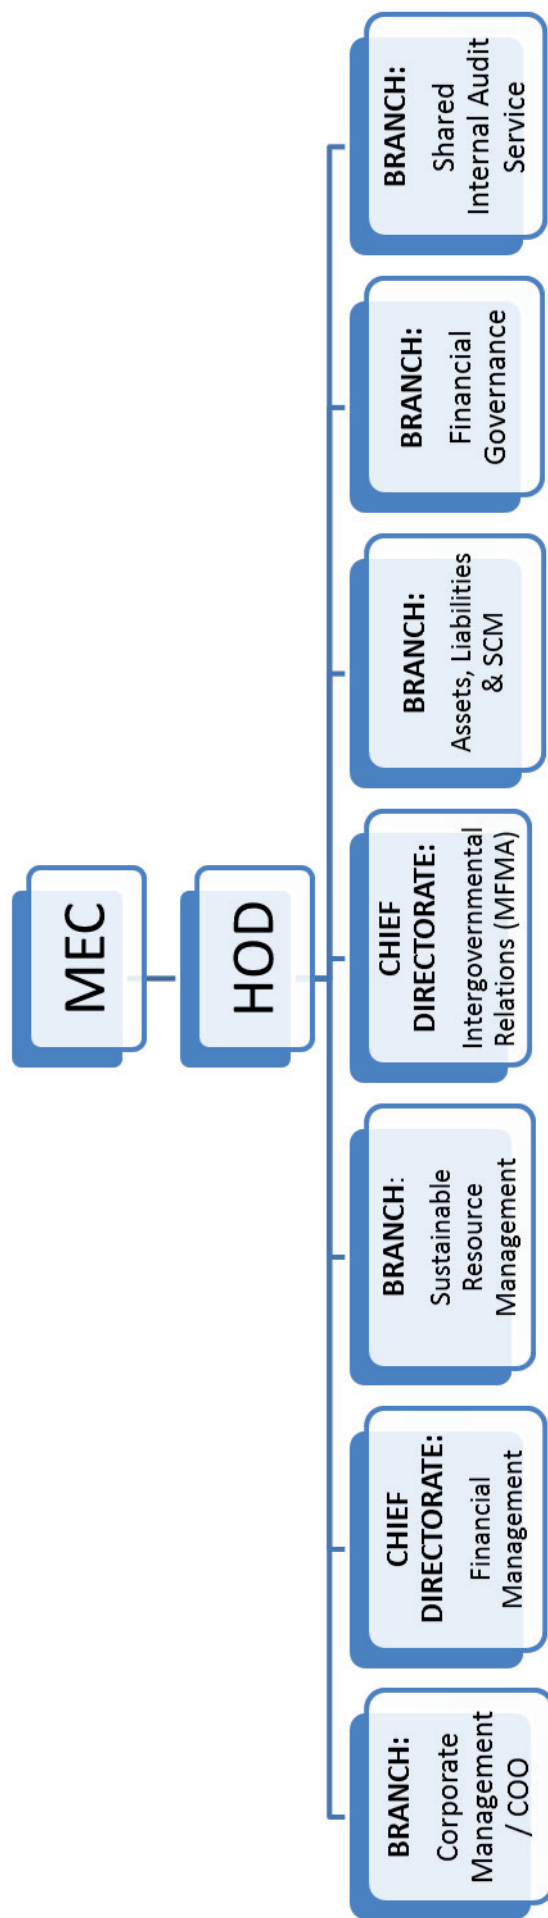 MEC
HOD
BRANCH:
Corporate
Management
/ COO
CHIEF
DIRECTORATE:
Financial
Management
BRANCH:
Sustainable
Resource
Management
CHIEF
DIRECTORATE:
Intergovernmental
Relations (MFMA)
BRANCH:
Assets, Liabilities
& SCM
BRANCH:
Financial
Governance
BRANCH:
Shared
Internal Audit
Service